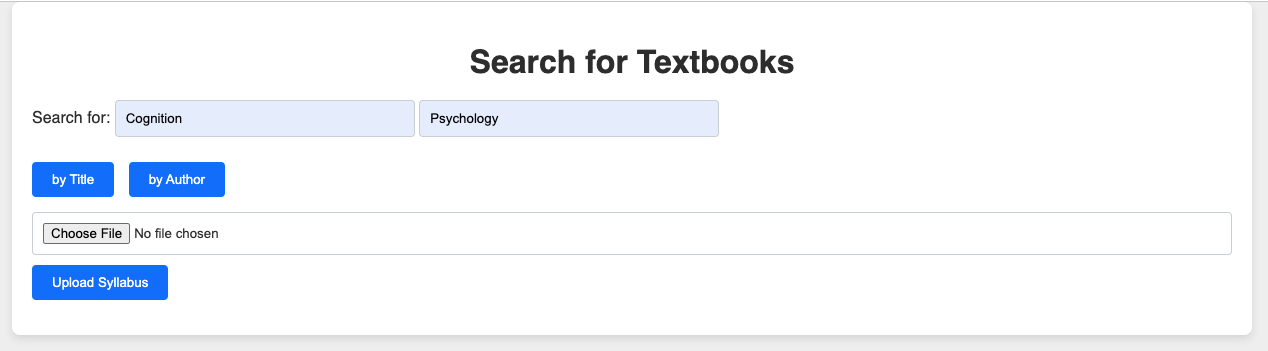 Search for Textbooks
Search for: Cognition Psychology
by Title by Author
Choose File No file chosen
Upload Syllabus